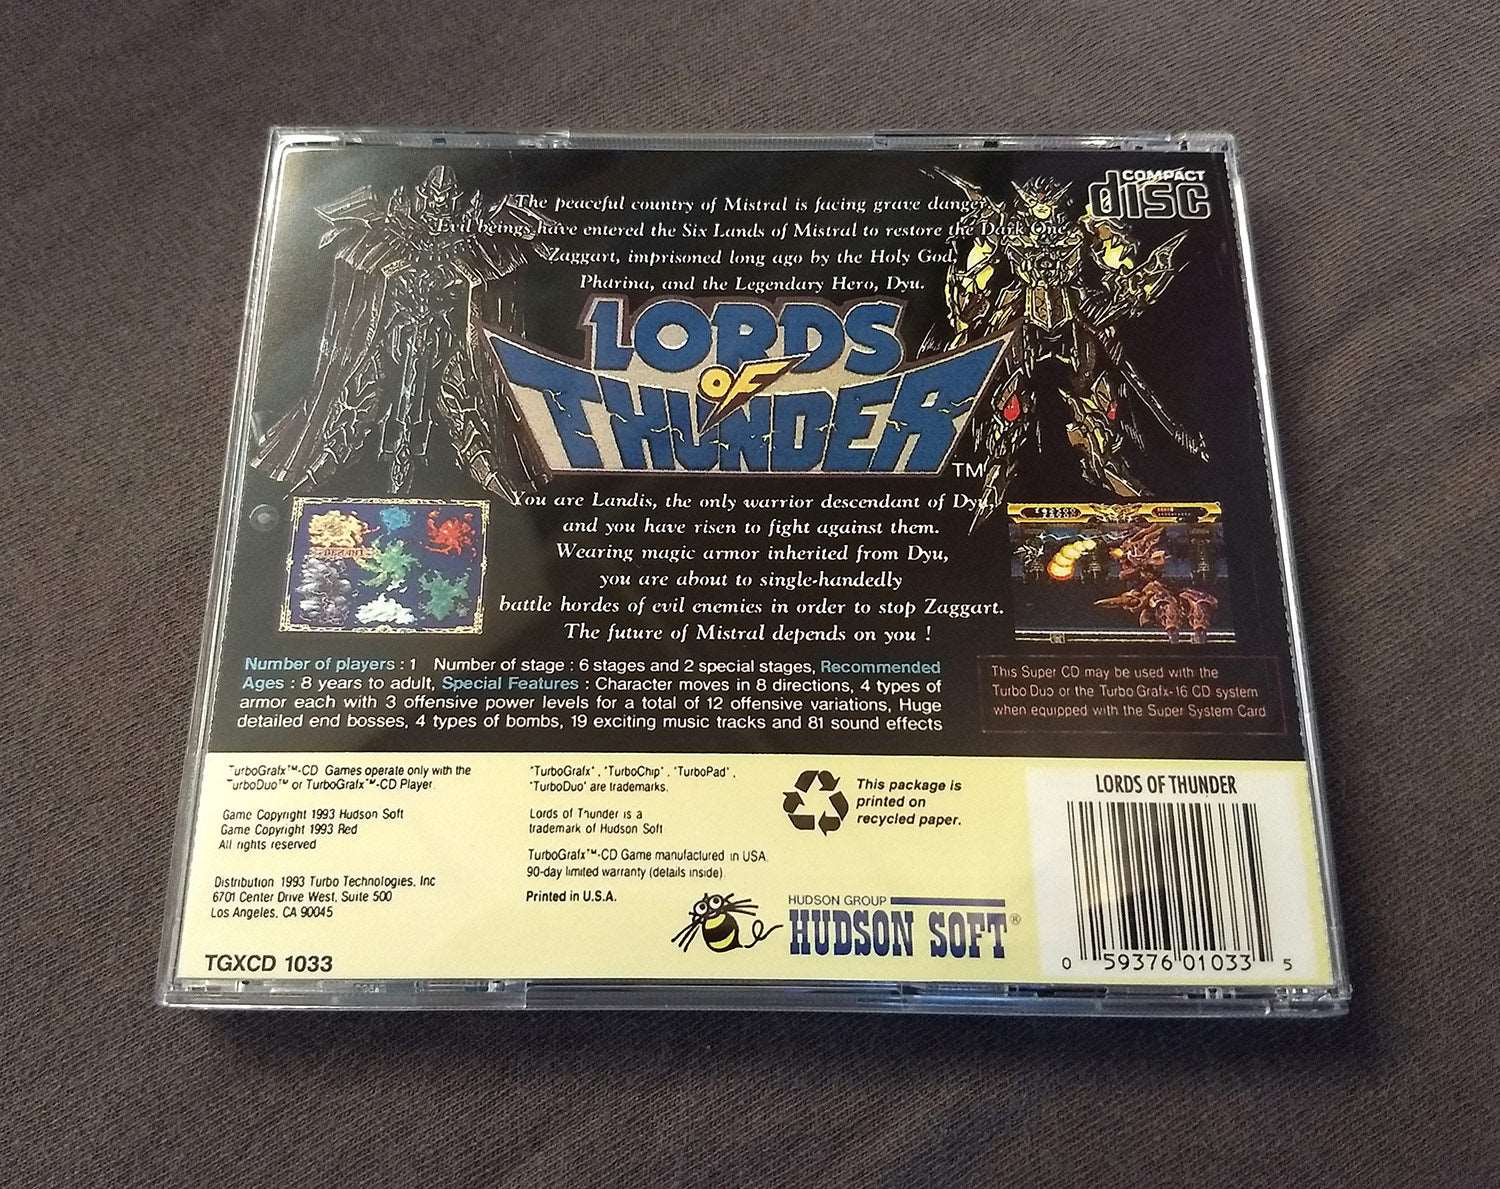 COMPACT
disc
The peaceful country of Mistral is facing grave danger.
Evil beings have entered the Six Lands of Mistral to restore the Dark One
Zaggart, imprisoned long ago by the Holy God,
Pharina, and the Legendary Hero, Dyu.
LORDS
OF
THUNDER
TM
You are Landis, the only warrior descendant of Dyu,
and you have risen to fight against them.
Wearing magic armor inherited from Dyu,
you are about to single-handedly
battle hordes of evil enemies in order to stop Zaggart.
The future of Mistral depends on you !
Number of players : 1 Number of stage : 6 stages and 2 special stages, Recommended
Ages : 8 years to adult, Special Features : Character moves in 8 directions, 4 types of
armor each with 3 offensive power levels for a total of 12 offensive variations, Huge
detailed end bosses, 4 types of bombs, 19 exciting music tracks and 81 sound effects
This Super CD may be used with the
Turbo Duo or the Turbo Grafx-16 CD system
when equipped with the Super System Card
TurboGrafx™-CD Games operate only with the
TurboDuo™ or TurboGrafx™-CD Player.
Game Copyright 1993 Hudson Soft
Game Copyright 1993 Red
All rights reserved
Distribution 1993 Turbo Technologies, Inc
6701 Center Drive West, Suite 500
Los Angeles, CA 90045
TGXCD 1033
"TurboGrafx", "TurboChip", "TurboPad",
"TurboDuo" are trademarks.
Lords of Thunder is a
trademark of Hudson Soft
TurboGrafx™-CD Game manufactured in USA.
90-day limited warranty (details inside).
Printed in U.S.A.
This package is
printed on
recycled paper.
HUDSON GROUP
HUDSON SOFT®
LORDS OF THUNDER
0 59376 01033 5